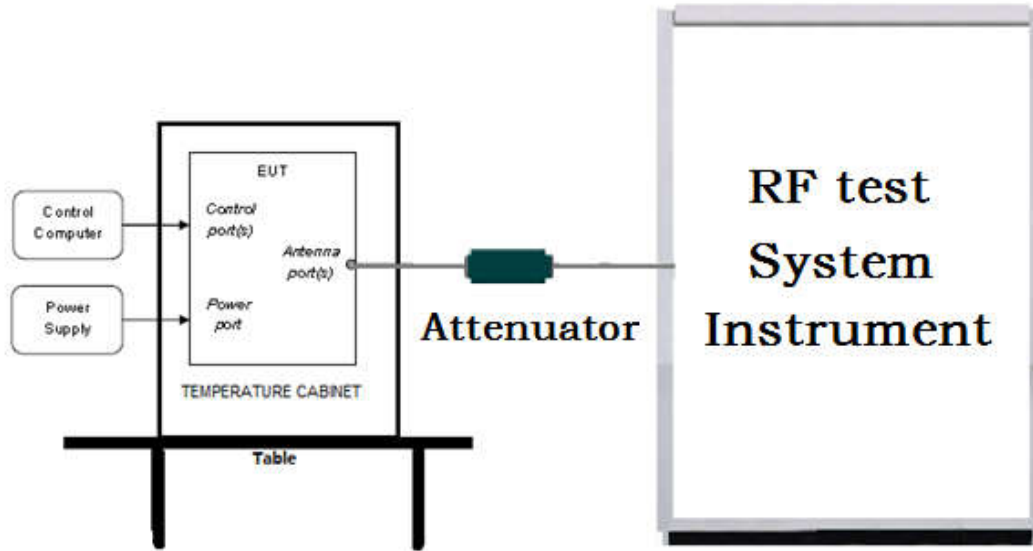 EUT
Control
Computer
Control
port(s)
Antenna
port(s)
Power
Supply
Power
port
TEMPERATURE CABINET
Table
Attenuator
RF test
System
Instrument